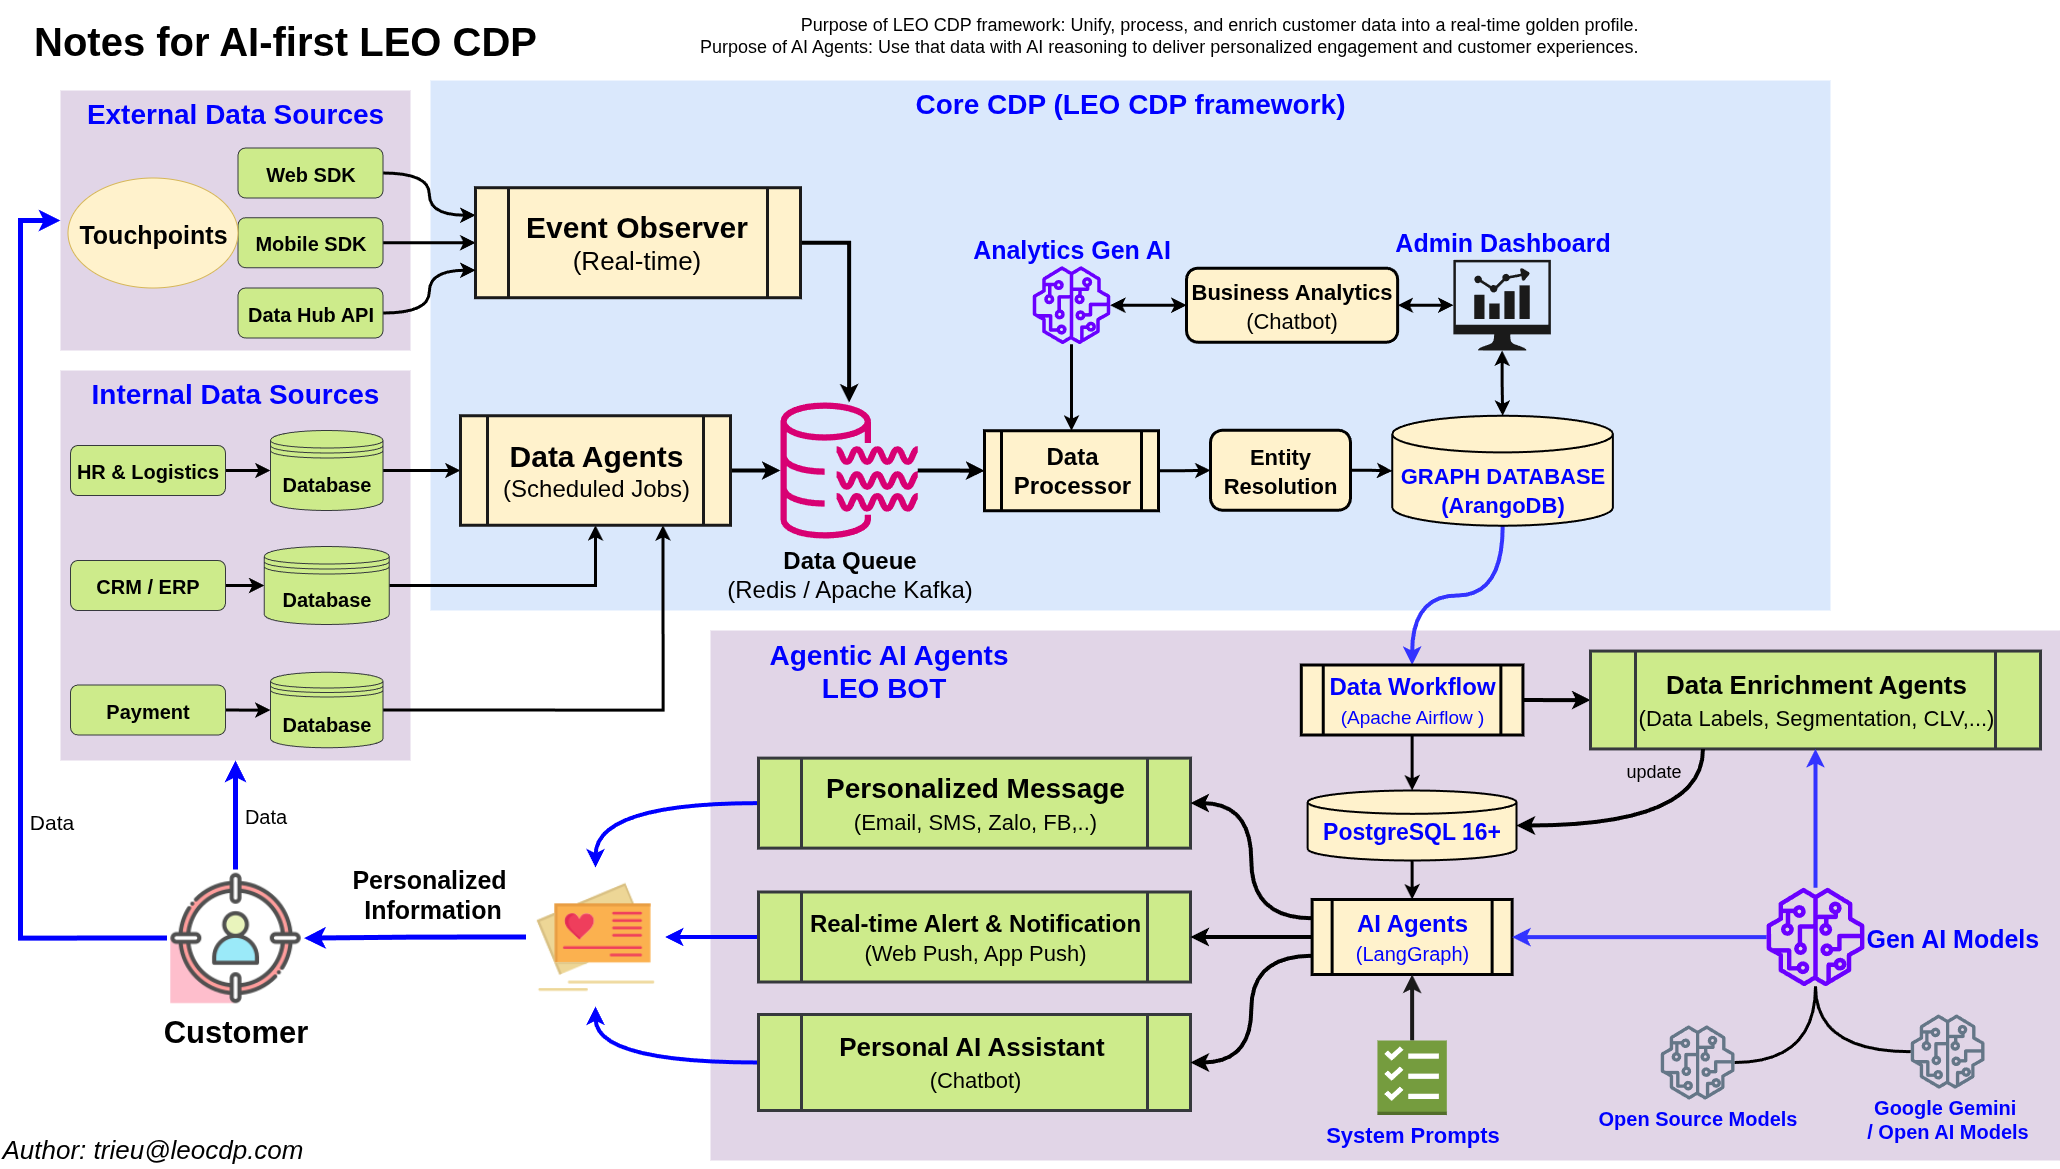 Notes for AI-first LEO CDP
Purpose of LEO CDP framework: Unify, process, and enrich customer data into a real-time golden profile.
Purpose of AI Agents: Use that data with AI reasoning to deliver personalized engagement and customer experiences.
External Data Sources
Touchpoints
Web SDK
Mobile SDK
Data Hub API
Internal Data Sources
HR & Logistics
Database
CRM / ERP
Database
Payment
Database
Core CDP (LEO CDP framework)
Event Observer
(Real-time)
Data Agents
(Scheduled Jobs)
Data Queue
(Redis / Apache Kafka)
Analytics Gen AI
Business Analytics
(Chatbot)
Admin Dashboard
Data
Processor
Entity
Resolution
GRAPH DATABASE
(ArangoDB)
Agentic AI Agents
LEO BOT
Data Workflow
(Apache Airflow )
Data Enrichment Agents
(Data Labels, Segmentation, CLV,...)
update
PostgreSQL 16+
Personalized Message
(Email, SMS, Zalo, FB,..)
Real-time Alert & Notification
(Web Push, App Push)
Personal AI Assistant
(Chatbot)
AI Agents
(LangGraph)
System Prompts
Gen AI Models
Open Source Models
Google Gemini
/ Open AI Models
Data
Data
Personalized
Information
Customer
Author: trieu@leocdp.com